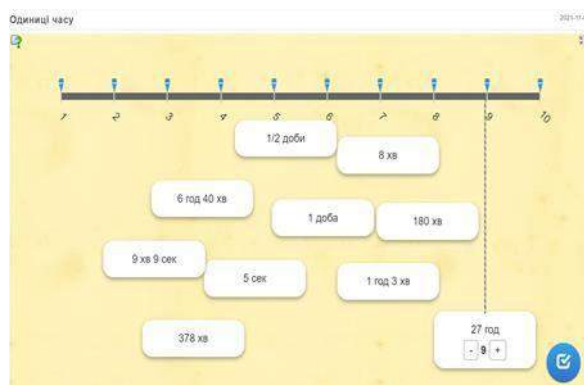 Одиниці часу
1 2 3 4 5 6 7 8 9 10
1/2 доби
8 хв
6 год 40 хв
1 доба
180 хв
9 хв 9 сек
5 сек
1 год 3 хв
378 хв
27 год
- 9 +